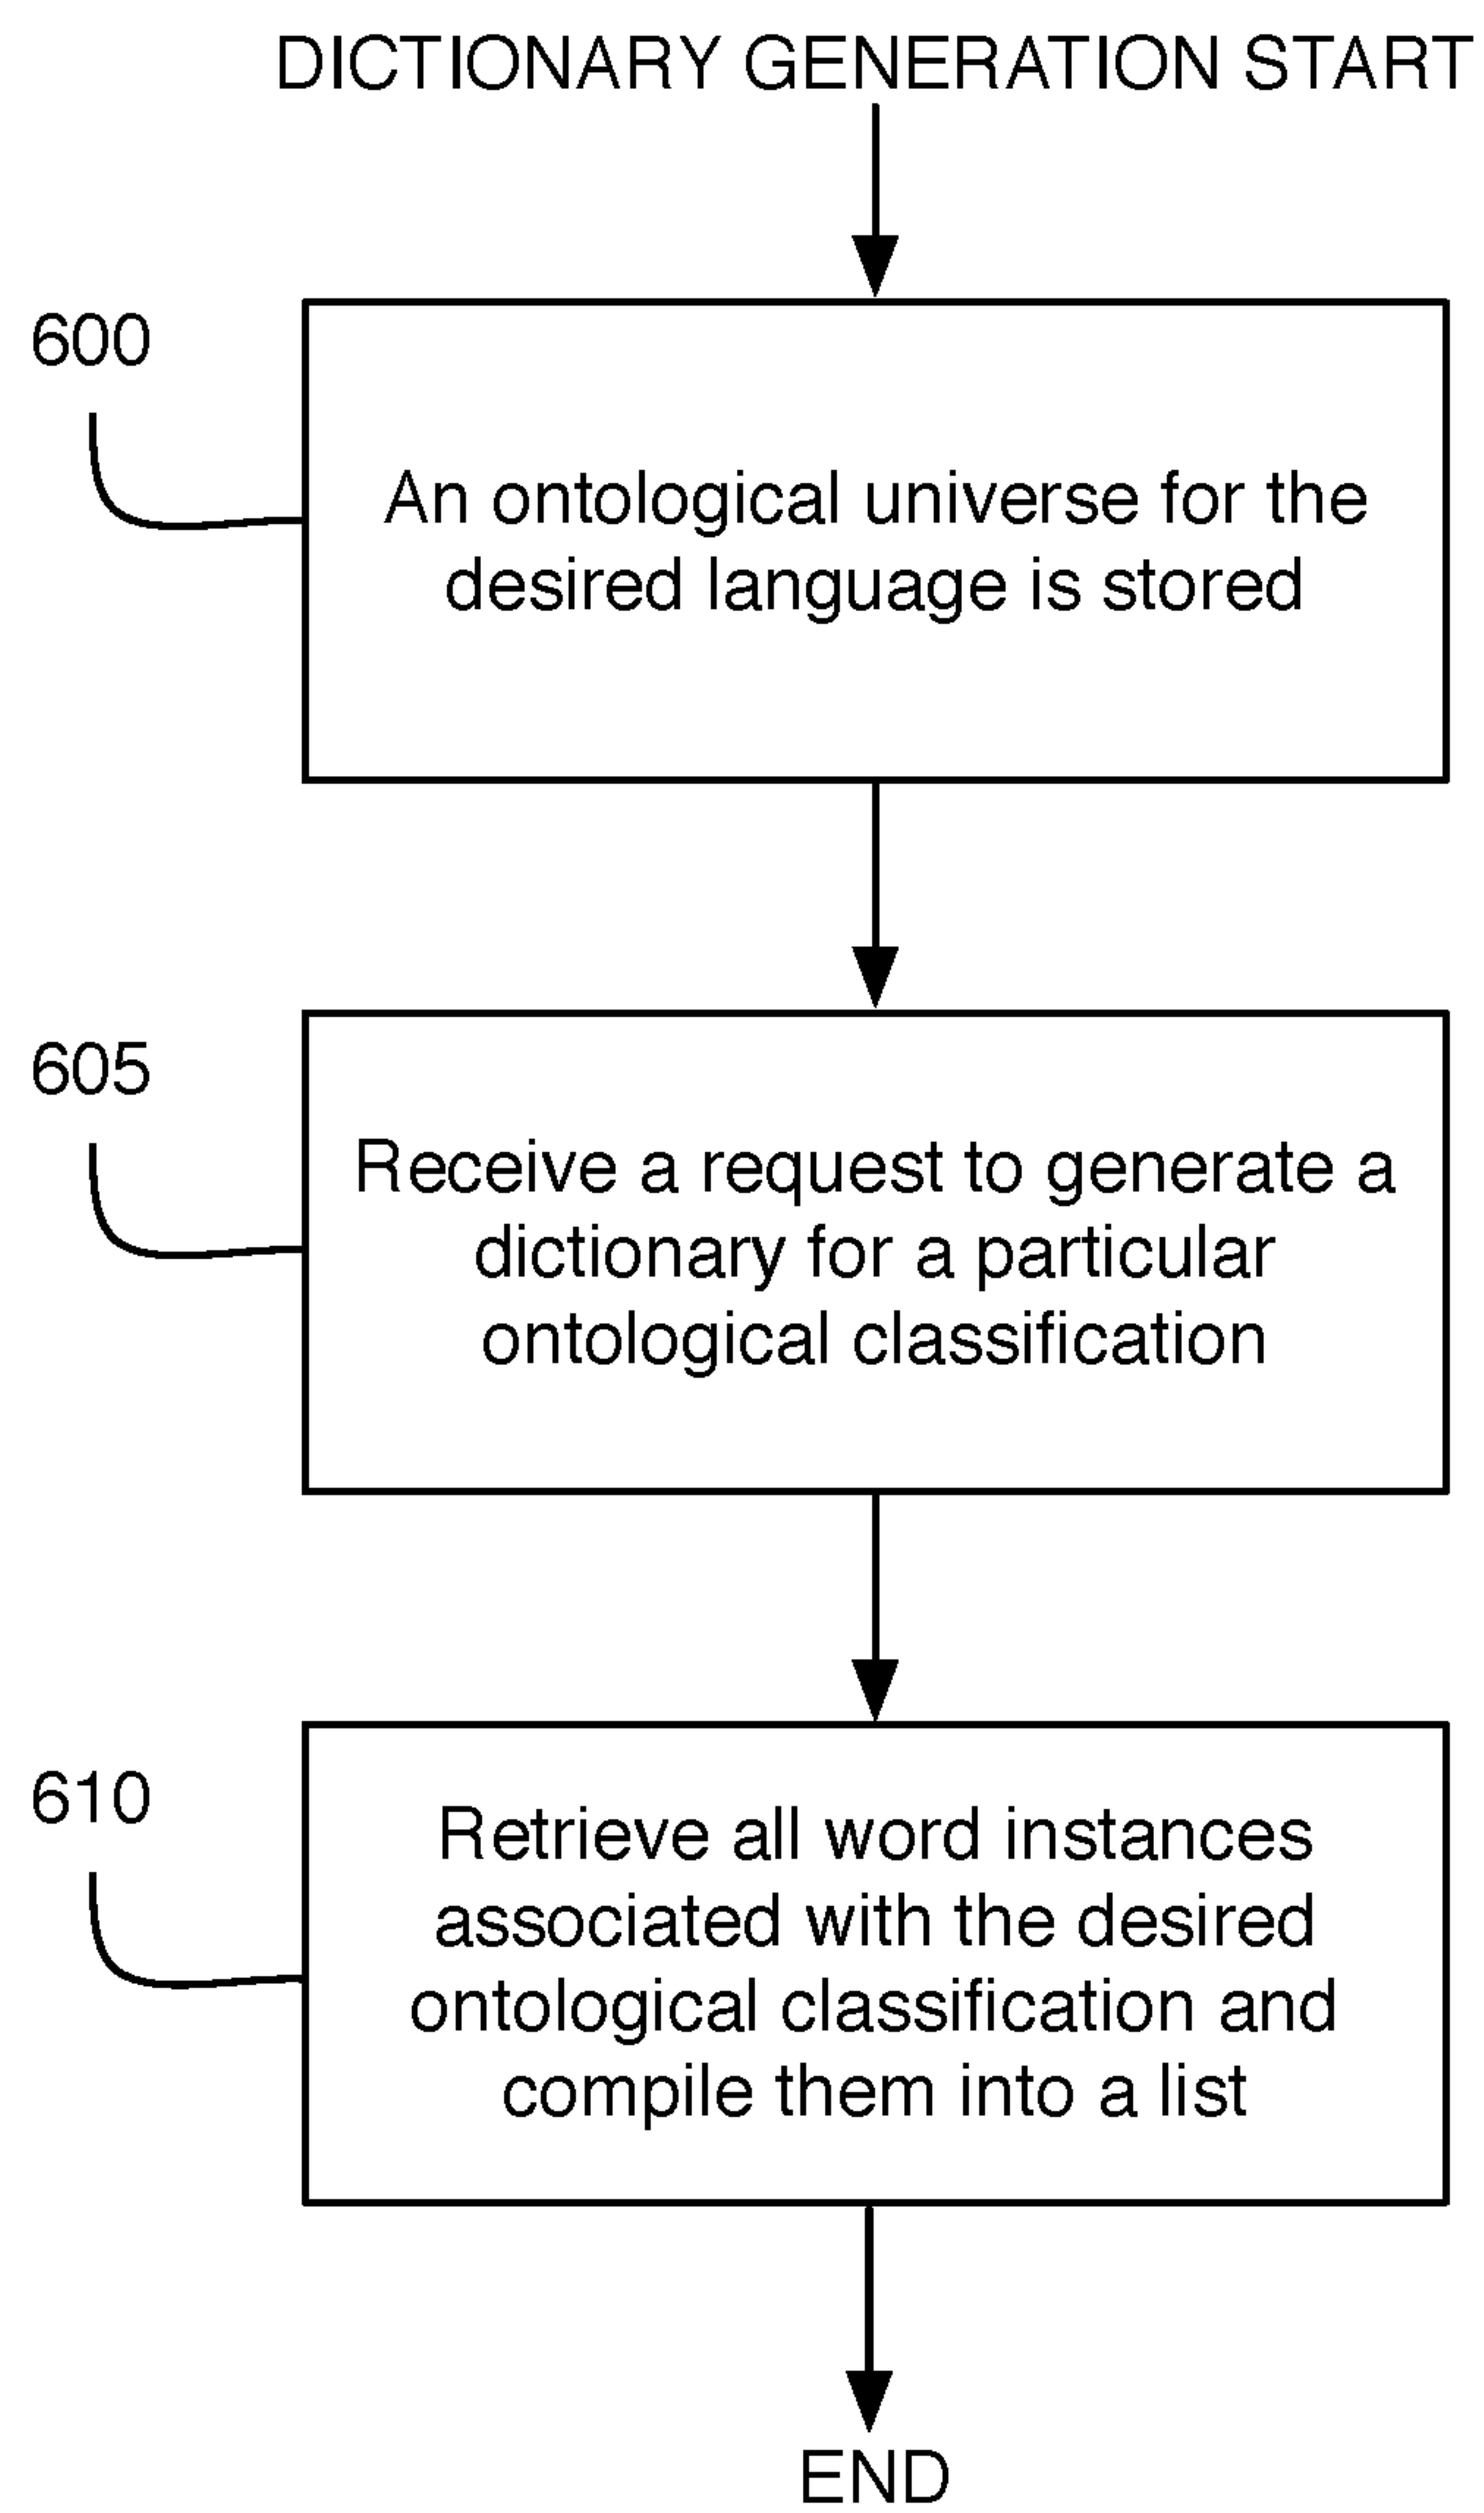 DICTIONARY GENERATION START
600
An ontological universe for the
desired language is stored
605
Receive a request to generate a
dictionary for a particular
ontological classification
610
Retrieve all word instances
associated with the desired
ontological classification and
compile them into a list
END